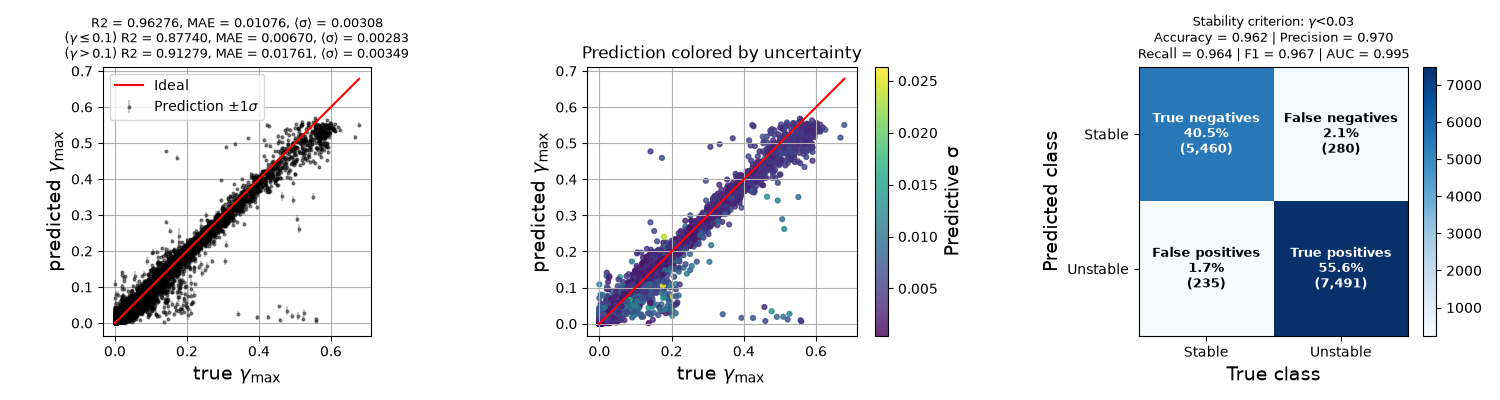 R2 = 0.96276, MAE = 0.01076, ⟨σ⟩ = 0.00308
(γ ≤ 0.1) R2 = 0.87740, MAE = 0.00670, ⟨σ⟩ = 0.00283
(γ > 0.1) R2 = 0.91279, MAE = 0.01761, ⟨σ⟩ = 0.00349
Ideal
Prediction ±1σ
0.7
0.6
0.5
0.4
0.3
0.2
0.1
0.0
predicted γmax
0.0
0.2
0.4
0.6
true γmax
Prediction colored by uncertainty
0.7
0.6
0.5
0.4
0.3
0.2
0.1
0.0
predicted γmax
0.0
0.2
0.4
0.6
true γmax
0.025
0.020
0.015
0.010
0.005
Predictive σ
Stability criterion: γ<0.03
Accuracy = 0.962 | Precision = 0.970
Recall = 0.964 | F1 = 0.967 | AUC = 0.995
Predicted class
Stable
Unstable
True negatives
40.5%
(5,460)
False negatives
2.1%
(280)
False positives
1.7%
(235)
True positives
55.6%
(7,491)
Stable
Unstable
True class
7000
6000
5000
4000
3000
2000
1000